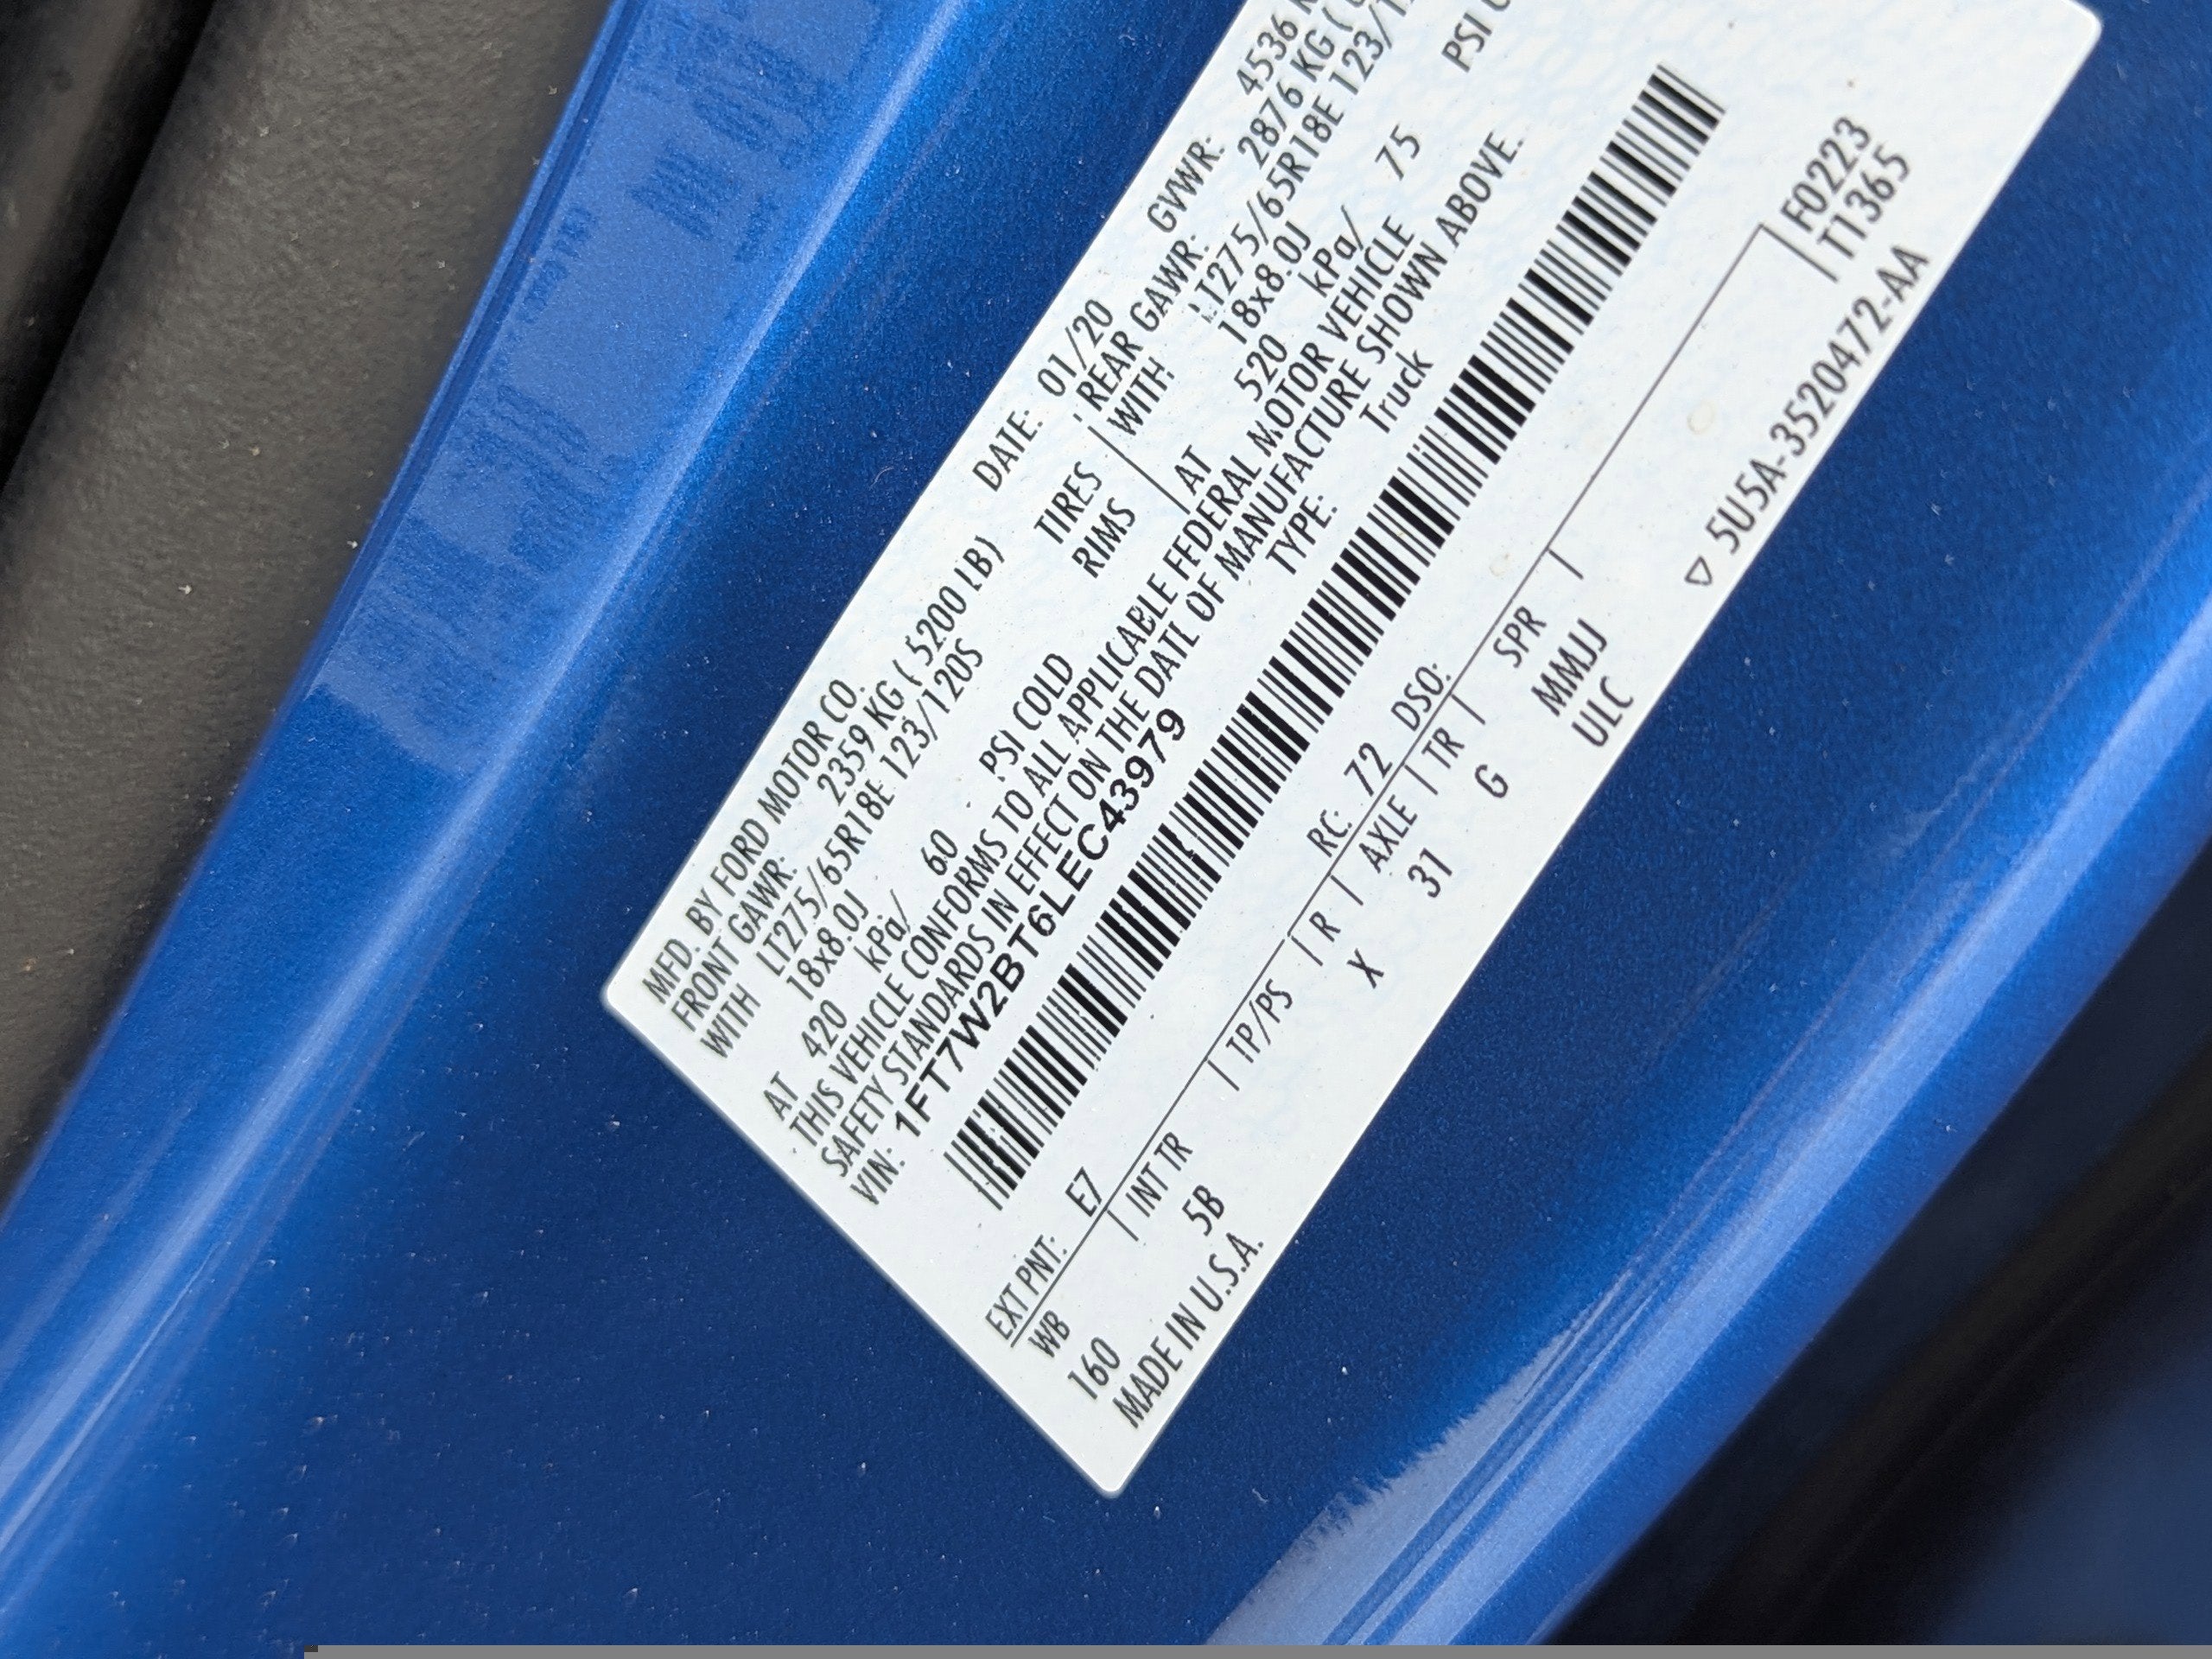 MFD. BY FORD MOTOR CO. DATE: 01/20 GVWR: 4536
FRONT GAWR: 2359 KG ( 5200 LB) REAR GAWR: 2876 KG (
WITH LT275/65R18E 123/120S TIRES WITH LT275/65R18E 123/
18x8.0J RIMS 18x8.0J
AT 420 kPa/ 60 PSI COLD AT 520 kPa/ 75 PSI
THIS VEHICLE CONFORMS TO ALL APPLICABLE FEDERAL MOTOR VEHICLE
SAFETY STANDARDS IN EFFECT ON THE DATE OF MANUFACTURE SHOWN ABOVE.
VIN: 1FT7W2BT6LEC43979 TYPE: Truck
EXT PNT: E7 RC: 72 DSO:
WB INT TR TP/PS R AXLE TR SPR F0223
160 5B X 31 G MMJJ T1365
MADE IN U.S.A. ULC
▽ 5U5A-3520472-AA